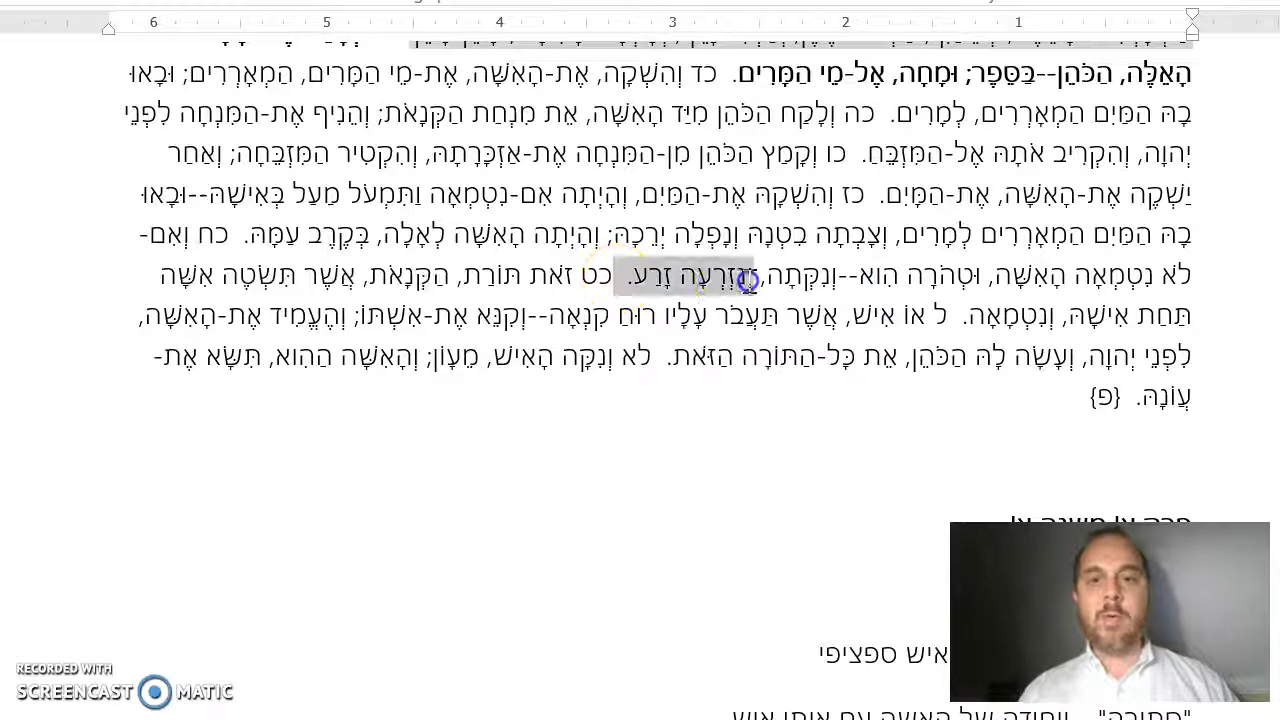 6 5 4 3 2 1
הָאֵלֶּה, הַכֹּהֵן--בַּסֵּפֶר; וּמָחָה, אֶל-מֵי הַמָּרִים.  כד וְהִשְׁקָה, אֶת-הָאִשָּׁה, אֶת-מֵי הַמָּרִים, הַמְאָרְרִים; וּבָאוּ
בָהּ הַמַּיִם הַמְאָרְרִים, לְמָרִים.  כה וְלָקַח הַכֹּהֵן מִיַּד הָאִשָּׁה, אֵת מִנְחַת הַקְּנָאֹת; וְהֵנִיף אֶת-הַמִּנְחָה לִפְנֵי
יְהוָה, וְהִקְרִיב אֹתָהּ אֶל-הַמִּזְבֵּחַ.  כו וְקָמַץ הַכֹּהֵן מִן-הַמִּנְחָה אֶת-אַזְכָּרָתָהּ, וְהִקְטִיר הַמִּזְבֵּחָה; וְאַחַר
יַשְׁקֶה אֶת-הָאִשָּׁה, אֶת-הַמָּיִם.  כז וְהִשְׁקָהּ אֶת-הַמַּיִם, וְהָיְתָה אִם-נִטְמְאָה וַתִּמְעֹל מַעַל בְּאִישָׁהּ--וּבָאוּ
בָהּ הַמַּיִם הַמְאָרְרִים לְמָרִים, וְצָבְתָה בִטְנָהּ וְנָפְלָה יְרֵכָהּ; וְהָיְתָה הָאִשָּׁה לְאָלָה, בְּקֶרֶב עַמָּהּ.  כח וְאִם-
לֹא נִטְמְאָה הָאִשָּׁה, וּטְהֹרָה הִוא--וְנִקְּתָה, וְנִזְרְעָה זָרַע.  כט זֹאת תּוֹרַת, הַקְּנָאֹת, אֲשֶׁר תִּשְׂטֶה אִשָּׁה
תַּחַת אִישָׁהּ, וְנִטְמָאָה.  ל אוֹ אִישׁ, אֲשֶׁר תַּעֲבֹר עָלָיו רוּחַ קִנְאָה--וְקִנֵּא אֶת-אִשְׁתּוֹ; וְהֶעֱמִיד אֶת-הָאִשָּׁה,
לִפְנֵי יְהוָה, וְעָשָׂה לָהּ הַכֹּהֵן, אֵת כָּל-הַתּוֹרָה הַזֹּאת.  לא וְנִקָּה הָאִישׁ, מֵעָוֺן; וְהָאִשָּׁה הַהִוא, תִּשָּׂא אֶת-
עֲוֺנָהּ.  {פ}
איש ספציפי
RECORDED WITH
SCREENCAST MATIC